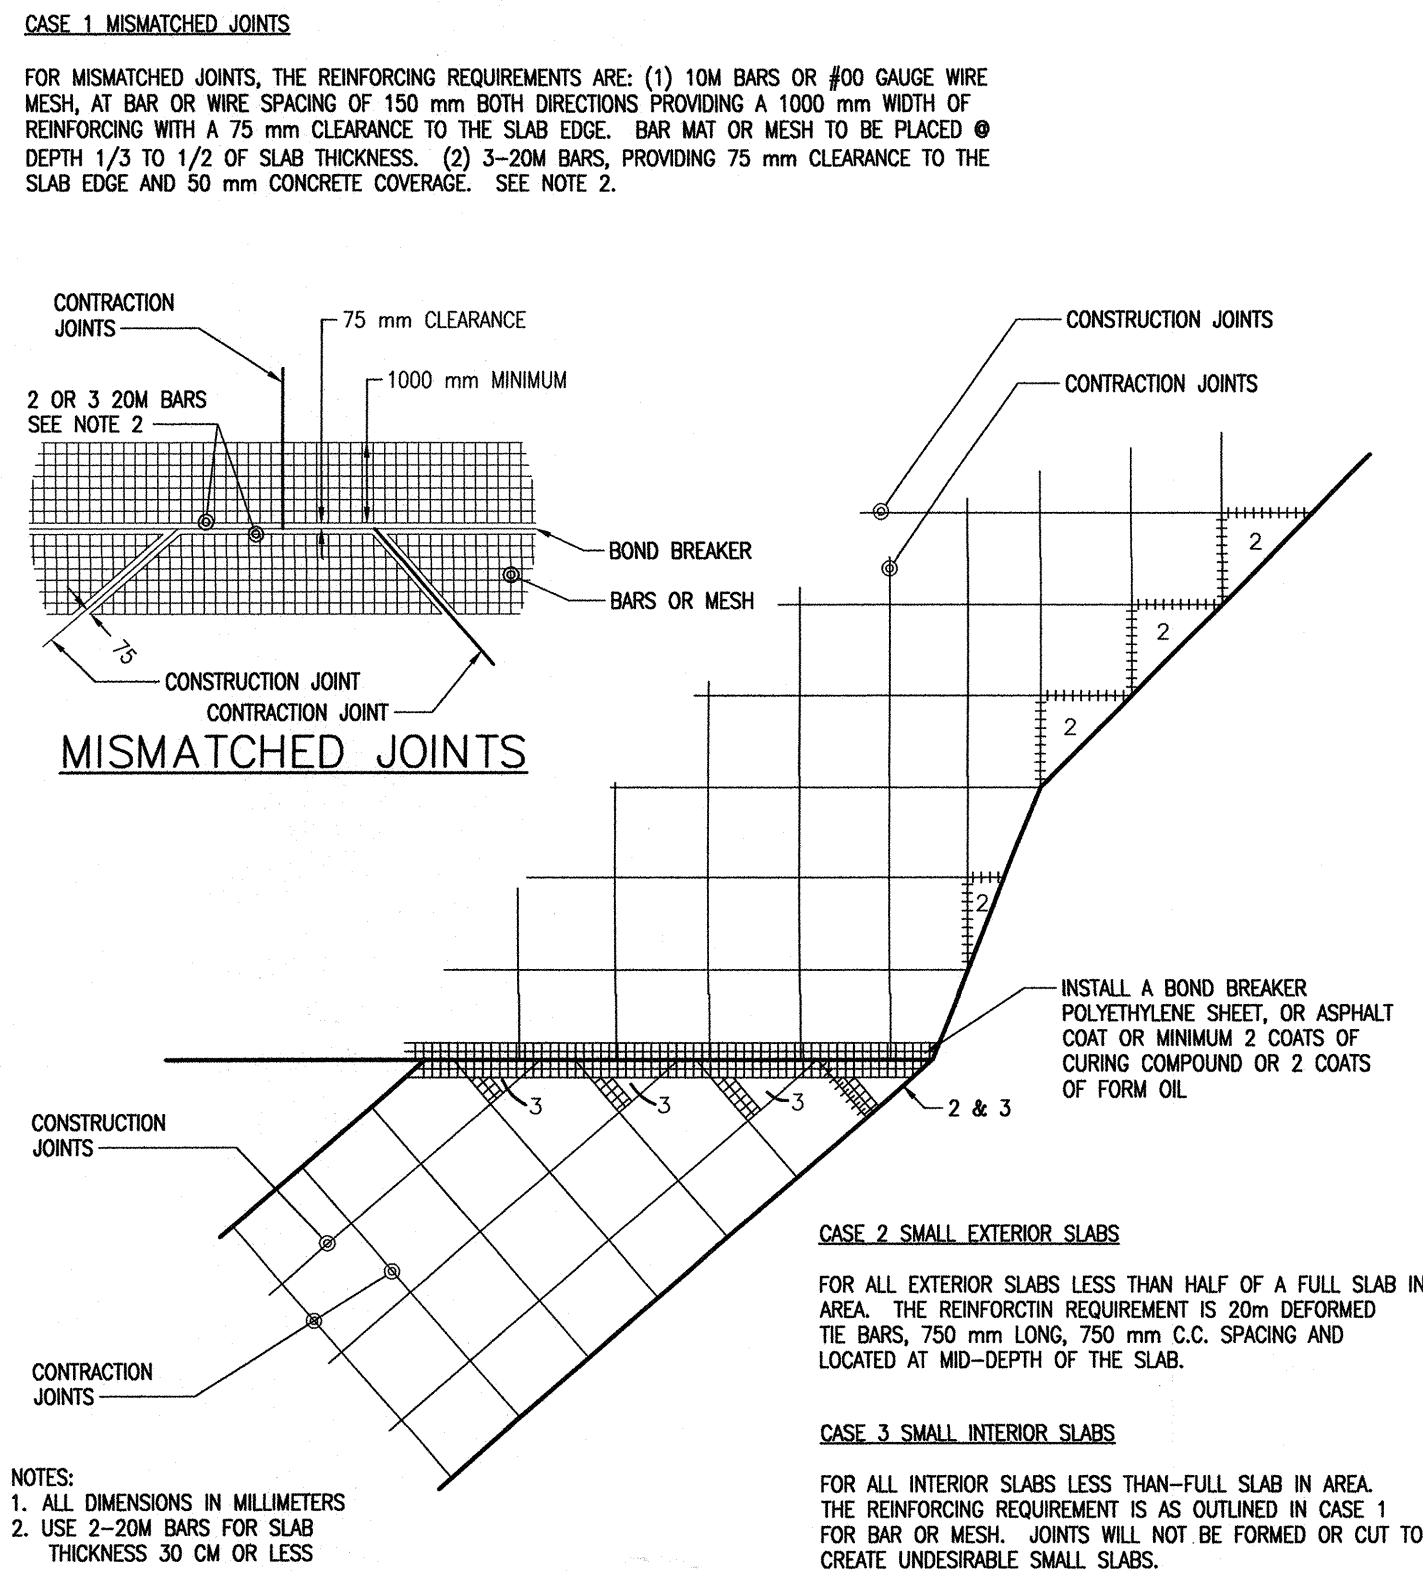 CASE 1 MISMATCHED JOINTS
FOR MISMATCHED JOINTS, THE REINFORCING REQUIREMENTS ARE: (1) 10M BARS OR #00 GAUGE WIRE
MESH, AT BAR OR WIRE SPACING OF 150 mm BOTH DIRECTIONS PROVIDING A 1000 mm WIDTH OF
REINFORCING WITH A 75 mm CLEARANCE TO THE SLAB EDGE. BAR MAT OR MESH TO BE PLACED @
DEPTH 1/3 TO 1/2 OF SLAB THICKNESS. (2) 3-20M BARS, PROVIDING 75 mm CLEARANCE TO THE
SLAB EDGE AND 50 mm CONCRETE COVERAGE. SEE NOTE 2.
CONTRACTION
JOINTS
75 mm CLEARANCE
1000 mm MINIMUM
2 OR 3 20M BARS
SEE NOTE 2
BOND BREAKER
BARS OR MESH
75
CONSTRUCTION JOINT
CONTRACTION JOINT
MISMATCHED JOINTS
CONSTRUCTION JOINTS
CONTRACTION JOINTS
2
2
2
2
INSTALL A BOND BREAKER
POLYETHYLENE SHEET, OR ASPHALT
COAT OR MINIMUM 2 COATS OF
CURING COMPOUND OR 2 COATS
OF FORM OIL
3
3
3
2 & 3
CONSTRUCTION
JOINTS
CONTRACTION
JOINTS
CASE 2 SMALL EXTERIOR SLABS
FOR ALL EXTERIOR SLABS LESS THAN HALF OF A FULL SLAB IN
AREA. THE REINFORCTIN REQUIREMENT IS 20m DEFORMED
TIE BARS, 750 mm LONG, 750 mm C.C. SPACING AND
LOCATED AT MID-DEPTH OF THE SLAB.
CASE 3 SMALL INTERIOR SLABS
FOR ALL INTERIOR SLABS LESS THAN-FULL SLAB IN AREA.
THE REINFORCING REQUIREMENT IS AS OUTLINED IN CASE 1
FOR BAR OR MESH. JOINTS WILL NOT BE FORMED OR CUT TO
CREATE UNDESIRABLE SMALL SLABS.
NOTES:
1. ALL DIMENSIONS IN MILLIMETERS
2. USE 2-20M BARS FOR SLAB
THICKNESS 30 CM OR LESS